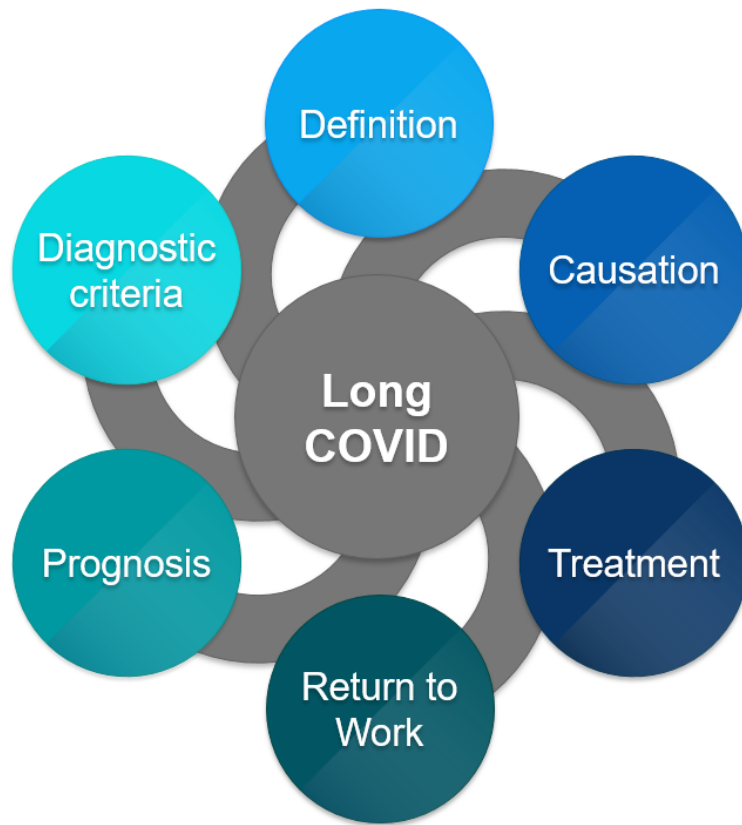 Definition
Causation
Treatment
Return to
Work
Prognosis
Diagnostic
criteria
Long
COVID